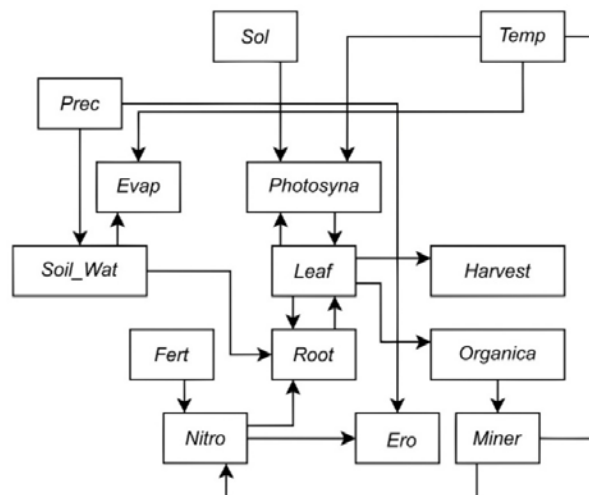 Sol
Temp
Prec
Evap
Photosyna
Soil_Wat
Leaf
Harvest
Fert
Root
Organica
Nitro
Ero
Miner